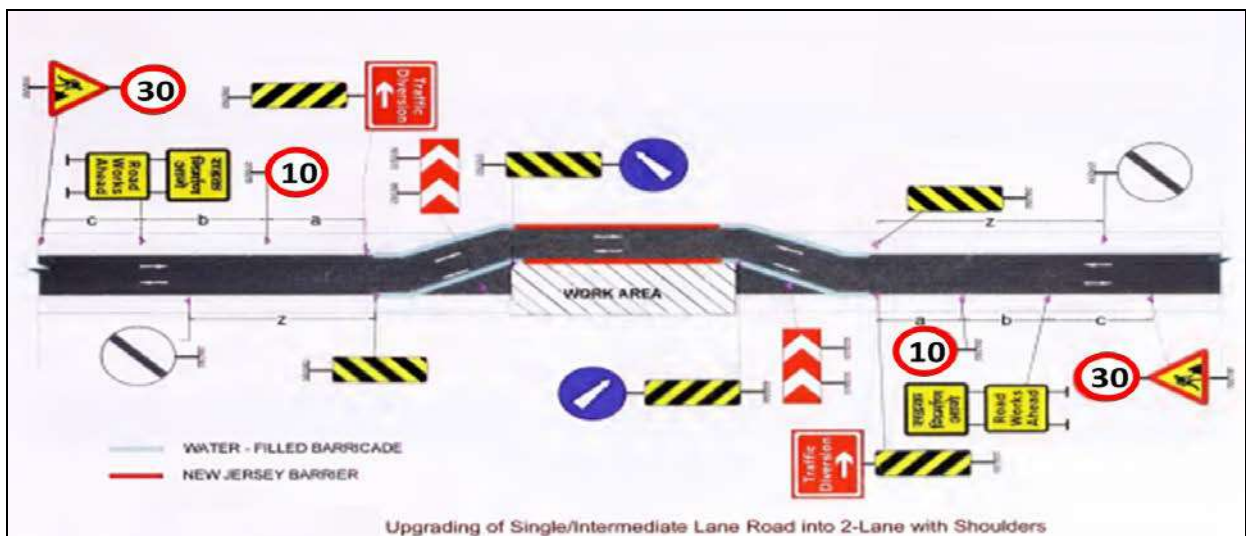 30
Traffic
Diversion
Road
Works
Ahead
10
c
b
a
z
WORK AREA
z
a
b
c
10
30
Road
Works
Ahead
Traffic
Diversion
WATER - FILLED BARRICADE
NEW JERSEY BARRIER
Upgrading of Single/Intermediate Lane Road into 2-Lane with Shoulders